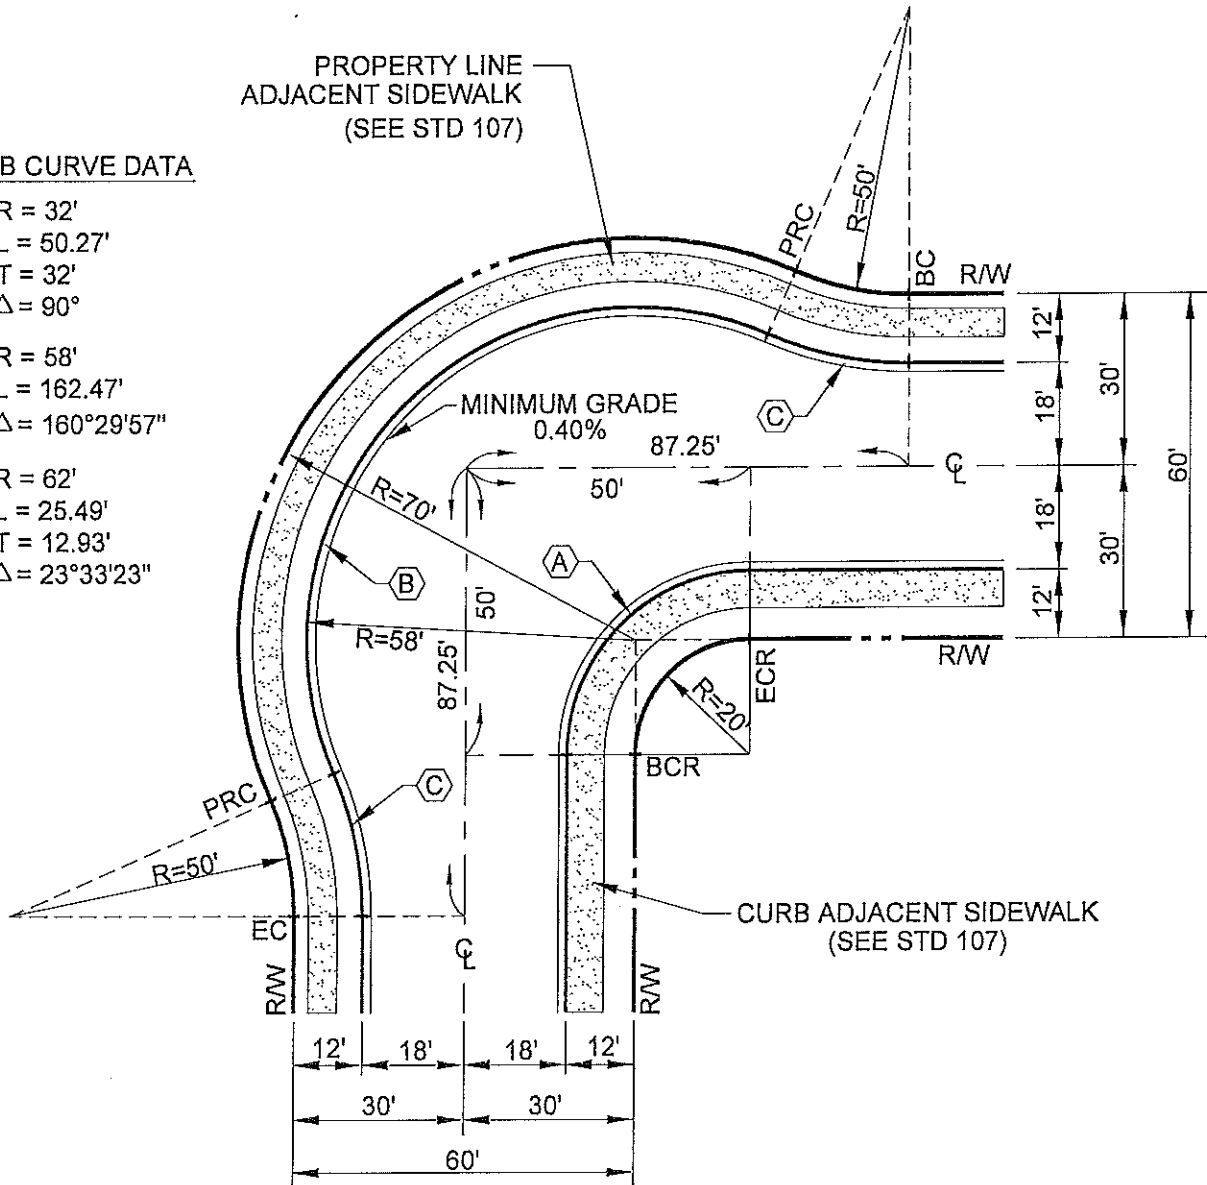 PROPERTY LINE
ADJACENT SIDEWALK
(SEE STD 107)
B CURVE DATA
R = 32'
L = 50.27'
T = 32'
Δ = 90°
R = 58'
L = 162.47'
Δ = 160°29'57"
R = 62'
L = 25.49'
T = 12.93'
Δ = 23°33'23"
PRC
R=50'
BC
R/W
12'
18'
30'
60'
18'
30'
12'
C
MINIMUM GRADE
0.40%
87.25'
50'
℄
R=70'
A
B
50'
R=58'
87.25'
R/W
ECR
R=20'
BCR
PRC
C
R=50'
EC
℄
R/W
R/W
CURB ADJACENT SIDEWALK
(SEE STD 107)
12'
18'
18'
12'
30'
30'
60'